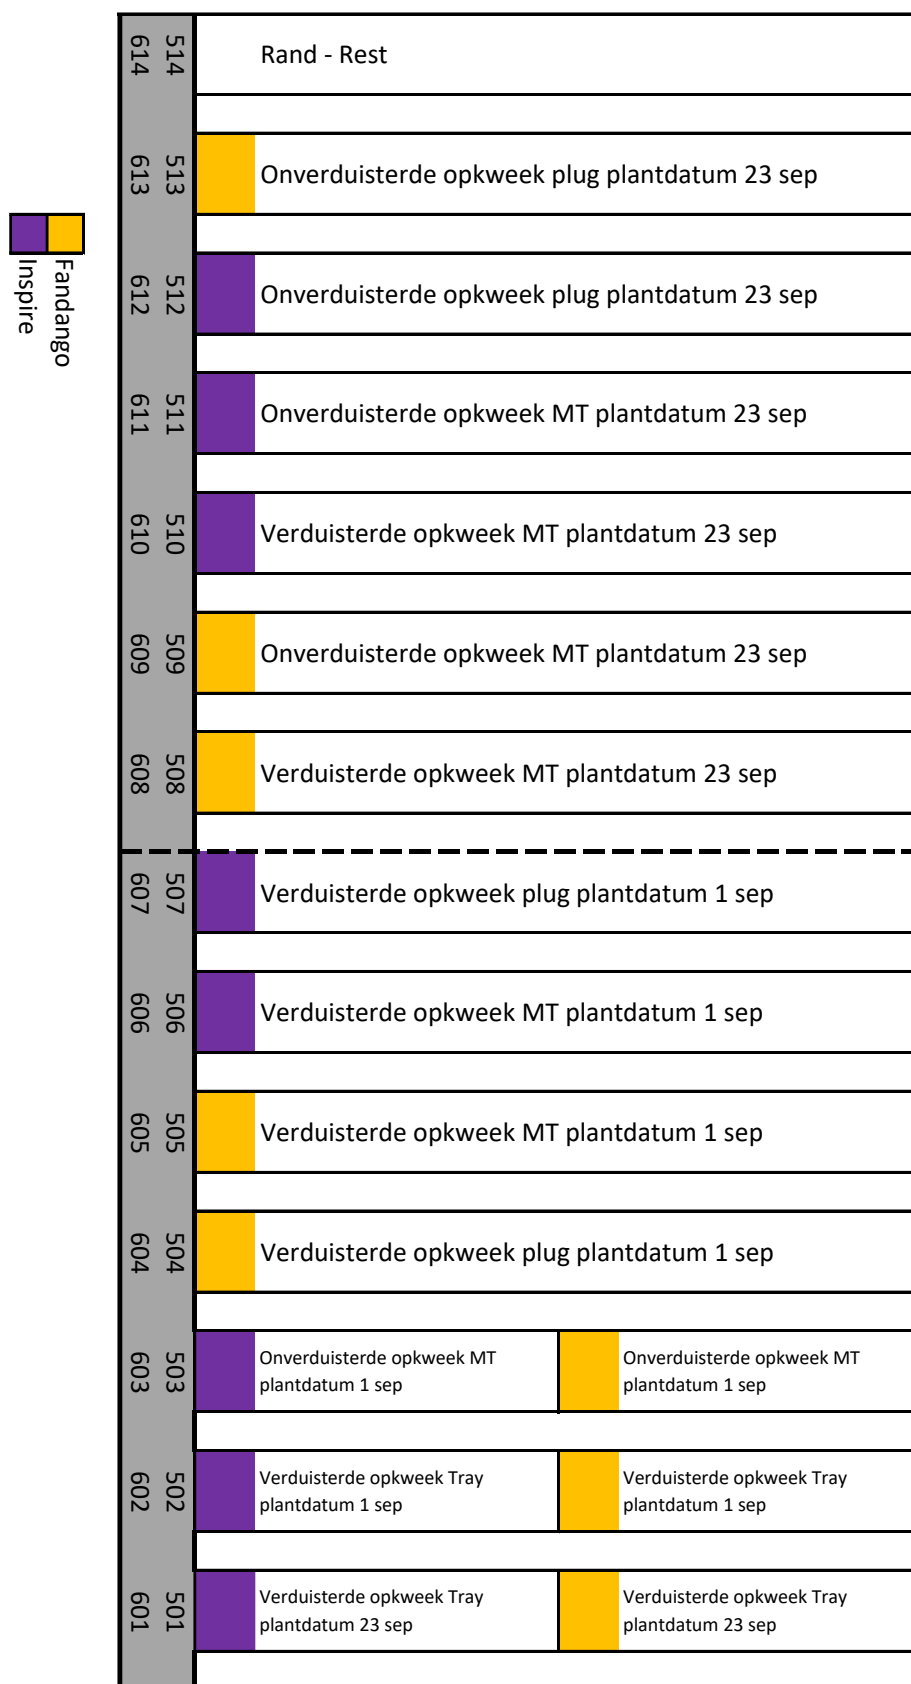 514
614
Rand - Rest
513
613
Onverduisterde opkweek plug plantdatum 23 sep
Fandango
Inspire
512
612
Onverduisterde opkweek plug plantdatum 23 sep
511
611
Onverduisterde opkweek MT plantdatum 23 sep
510
610
Verduisterde opkweek MT plantdatum 23 sep
509
609
Onverduisterde opkweek MT plantdatum 23 sep
508
608
Verduisterde opkweek MT plantdatum 23 sep
507
607
Verduisterde opkweek plug plantdatum 1 sep
506
606
Verduisterde opkweek MT plantdatum 1 sep
505
605
Verduisterde opkweek MT plantdatum 1 sep
504
604
Verduisterde opkweek plug plantdatum 1 sep
503
603
Onverduisterde opkweek MT
plantdatum 1 sep
Onverduisterde opkweek MT
plantdatum 1 sep
502
602
Verduisterde opkweek Tray
plantdatum 1 sep
Verduisterde opkweek Tray
plantdatum 1 sep
501
601
Verduisterde opkweek Tray
plantdatum 23 sep
Verduisterde opkweek Tray
plantdatum 23 sep